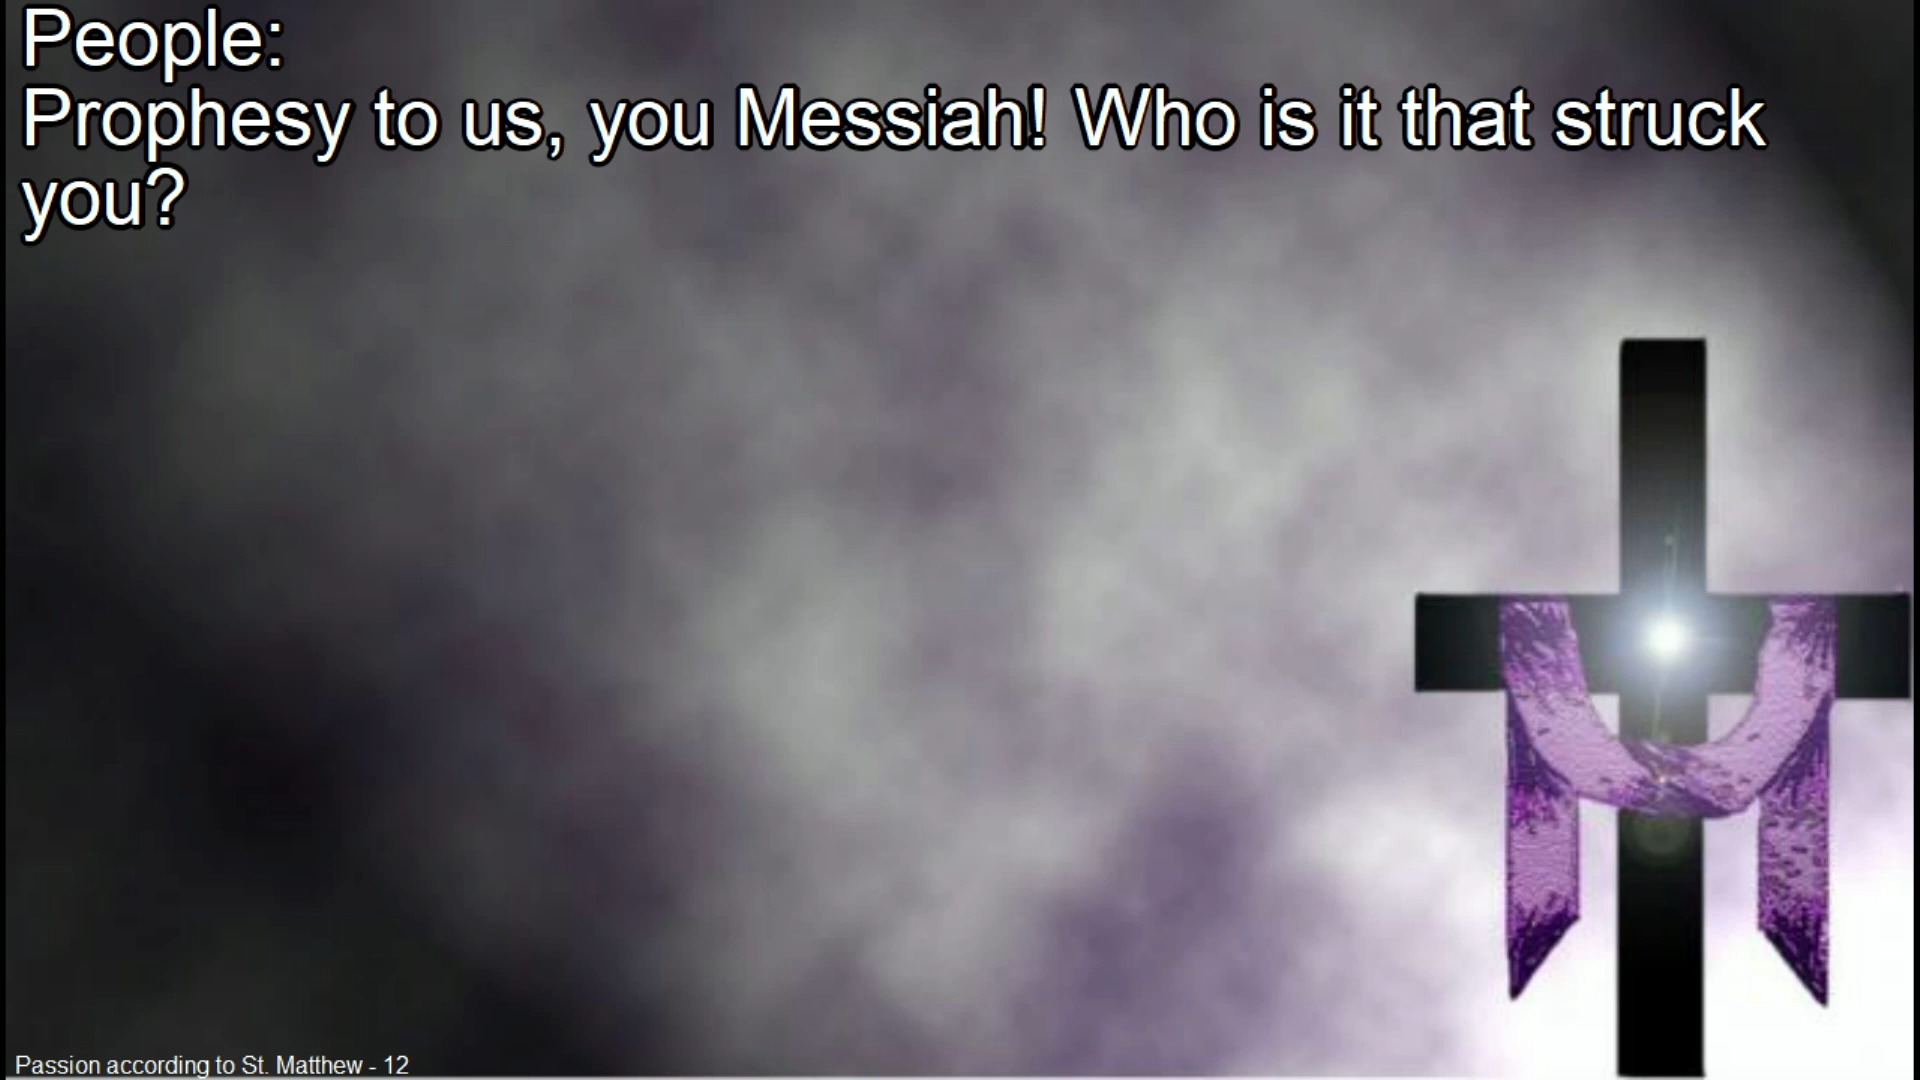 People:
Prophesy to us, you Messiah! Who is it that struck
you?
Passion according to St. Matthew - 12